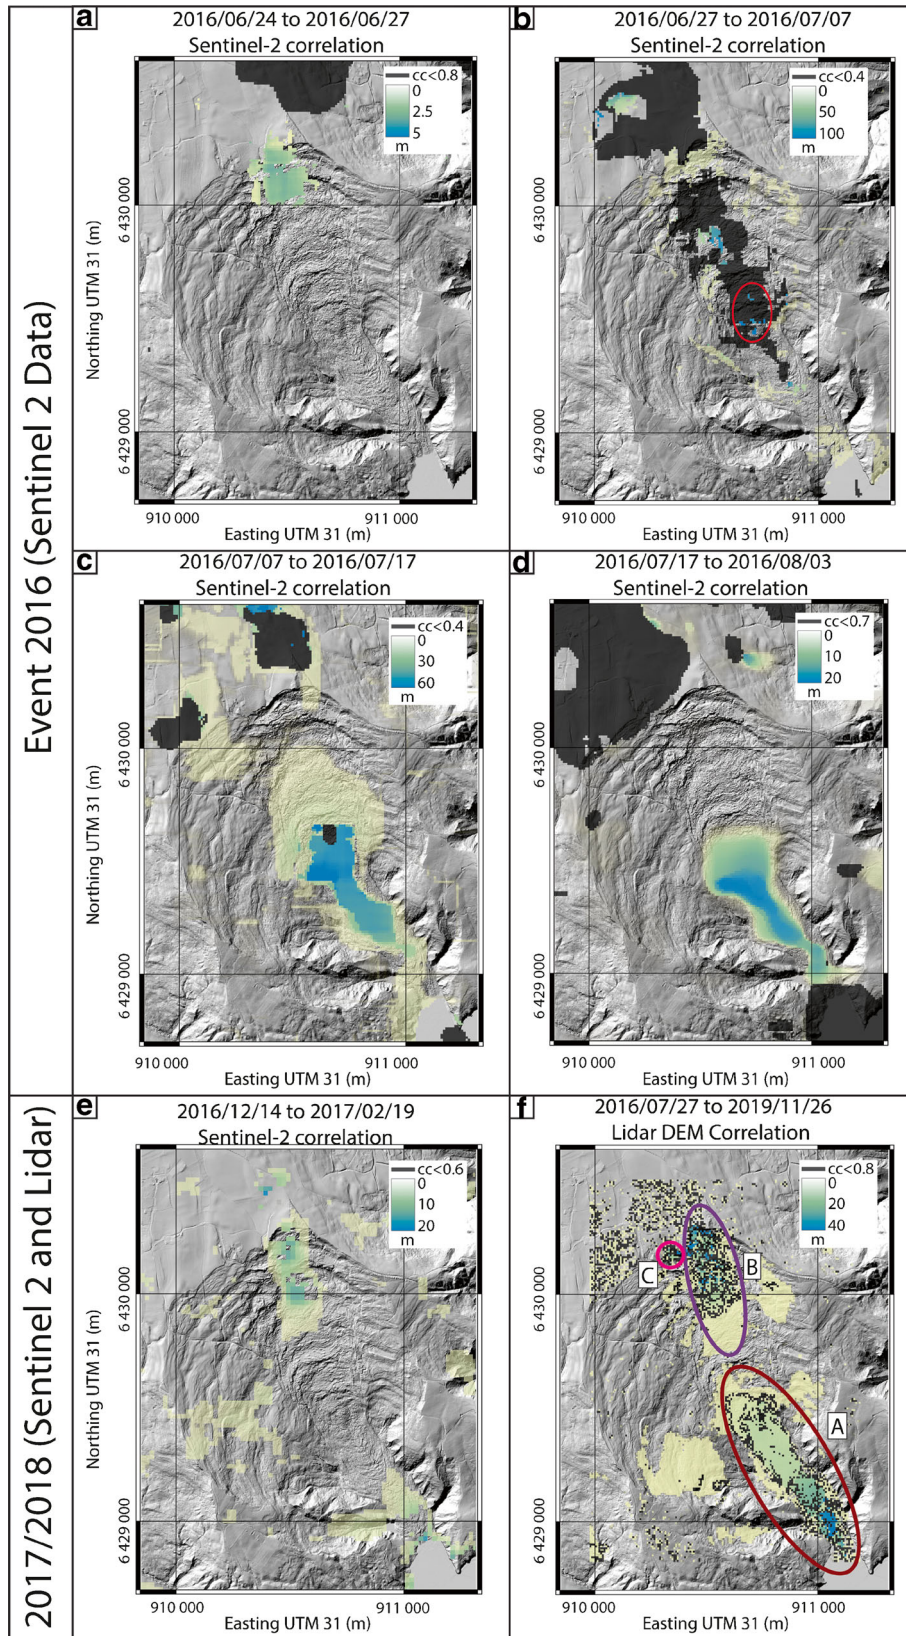 Event 2016 (Sentinel 2 Data)
a
2016/06/24 to 2016/06/27
Sentinel-2 correlation
cc<0.8
0
2.5
5
m
6 430 000
6 429 000
Northing UTM 31 (m)
910 000
911 000
Easting UTM 31 (m)
b
2016/06/27 to 2016/07/07
Sentinel-2 correlation
cc<0.4
0
50
100
m
6 430 000
6 429 000
910 000
911 000
Easting UTM 31 (m)
c
2016/07/07 to 2016/07/17
Sentinel-2 correlation
cc<0.4
0
30
60
m
6 430 000
6 429 000
Northing UTM 31 (m)
910 000
911 000
Easting UTM 31 (m)
d
2016/07/17 to 2016/08/03
Sentinel-2 correlation
cc<0.7
0
10
20
m
6 430 000
6 429 000
910 000
911 000
Easting UTM 31 (m)
2017/2018 (Sentinel 2 and Lidar)
e
2016/12/14 to 2017/02/19
Sentinel-2 correlation
cc<0.6
0
10
20
m
6 430 000
6 429 000
Northing UTM 31 (m)
910 000
911 000
Easting UTM 31 (m)
f
2016/07/27 to 2019/11/26
Lidar DEM Correlation
cc<0.8
0
20
40
m
C
B
A
6 430 000
6 429 000
910 000
911 000
Easting UTM 31 (m)